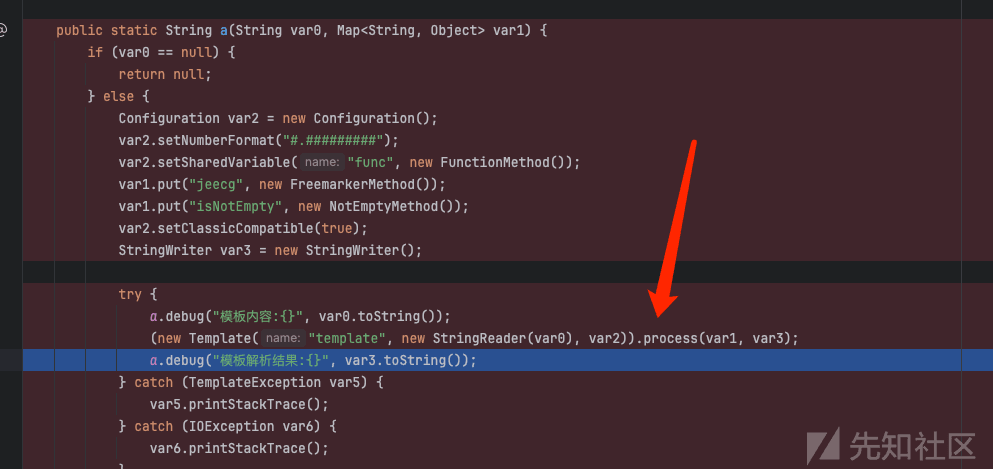 public static String a(String var0, Map<String, Object> var1) {
if (var0 == null) {
return null;
} else {
Configuration var2 = new Configuration();
var2.setNumberFormat("#.#########");
var2.setSharedVariable( name: "func", new FunctionMethod());
var1.put("jeecg", new FreemarkerMethod());
var1.put("isNotEmpty", new NotEmptyMethod());
var2.setClassicCompatible(true);
StringWriter var3 = new StringWriter();
try {
a.debug("模板内容:{}", var0.toString());
(new Template( name: "template", new StringReader(var0), var2)).process(var1, var3);
a.debug("模板解析结果:{}", var3.toString());
} catch (TemplateException var5) {
var5.printStackTrace();
} catch (IOException var6) {
var6.printStackTrace();
}
先知社区